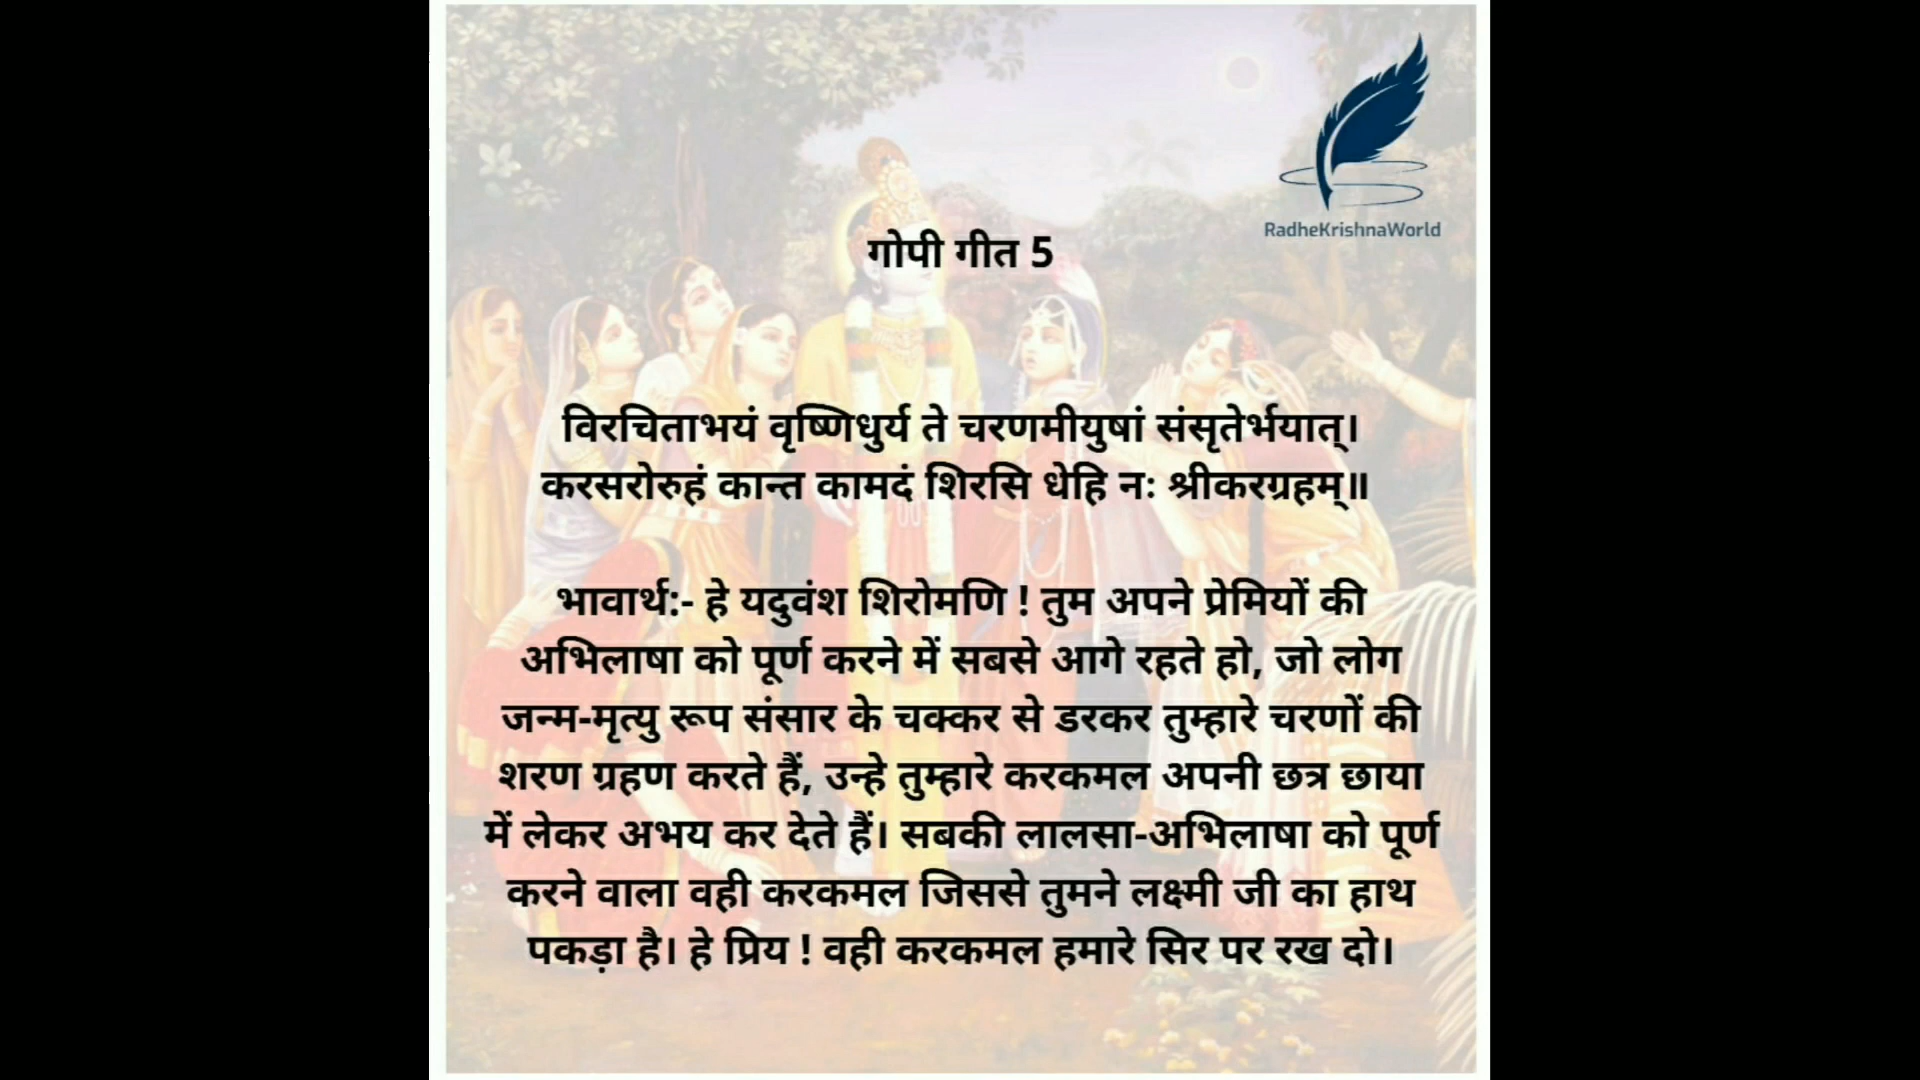 RadheKrishnaWorld
गोपी गीत 5
विरचिताभयं वृष्णिधुर्य ते चरणमीयुषां संसृतेर्भयात्।
करसरोरुहं कान्त कामदं शिरसि धेहि नः श्रीकरग्रहम्॥
भावार्थ:- हे यदुवंश शिरोमणि ! तुम अपने प्रेमियों की
अभिलाषा को पूर्ण करने में सबसे आगे रहते हो, जो लोग
जन्म-मृत्यु रूप संसार के चक्कर से डरकर तुम्हारे चरणों की
शरण ग्रहण करते हैं, उन्हे तुम्हारे करकमल अपनी छत्र छाया
में लेकर अभय कर देते हैं। सबकी लालसा-अभिलाषा को पूर्ण
करने वाला वही करकमल जिससे तुमने लक्ष्मी जी का हाथ
पकड़ा है। हे प्रिय ! वही करकमल हमारे सिर पर रख दो।